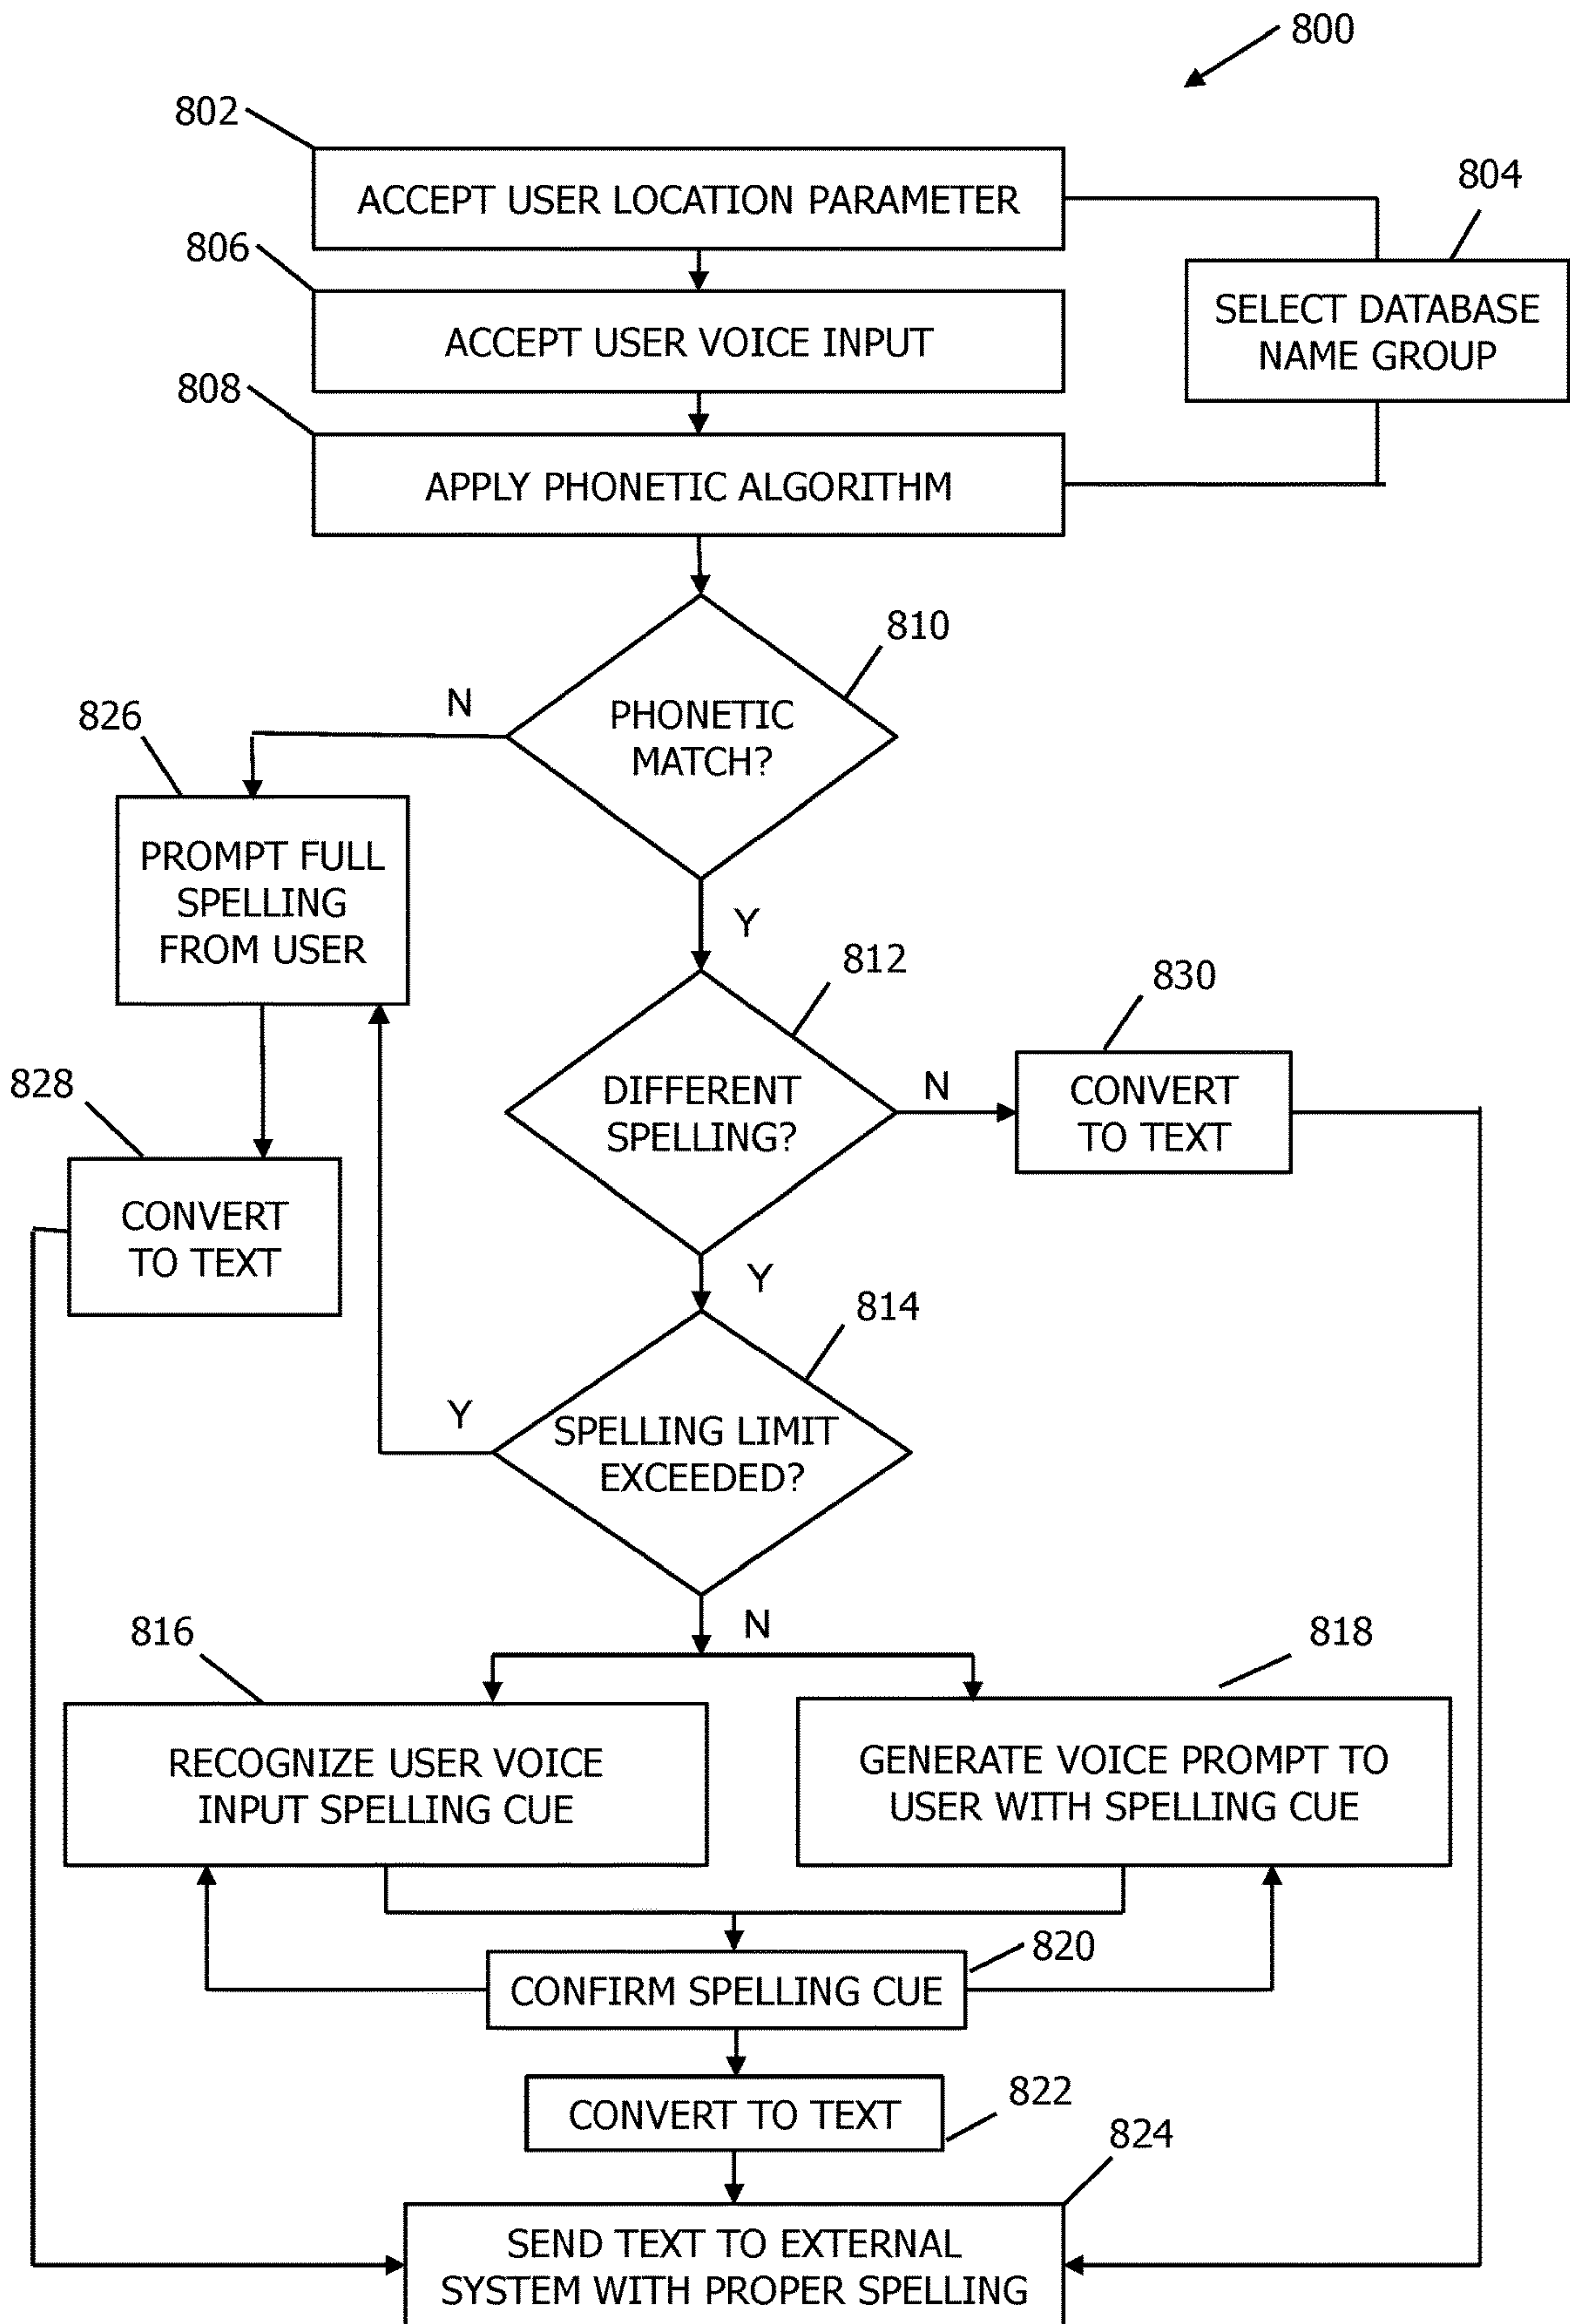 800
802
ACCEPT USER LOCATION PARAMETER
804
806
SELECT DATABASE
NAME GROUP
ACCEPT USER VOICE INPUT
808
APPLY PHONETIC ALGORITHM
810
N
PHONETIC
MATCH?
826
PROMPT FULL
SPELLING
FROM USER
Y
812
830
828
DIFFERENT
SPELLING?
N
CONVERT
TO TEXT
CONVERT
TO TEXT
Y
814
Y
SPELLING LIMIT
EXCEEDED?
N
816
818
RECOGNIZE USER VOICE
INPUT SPELLING CUE
GENERATE VOICE PROMPT TO
USER WITH SPELLING CUE
820
CONFIRM SPELLING CUE
822
CONVERT TO TEXT
824
SEND TEXT TO EXTERNAL
SYSTEM WITH PROPER SPELLING